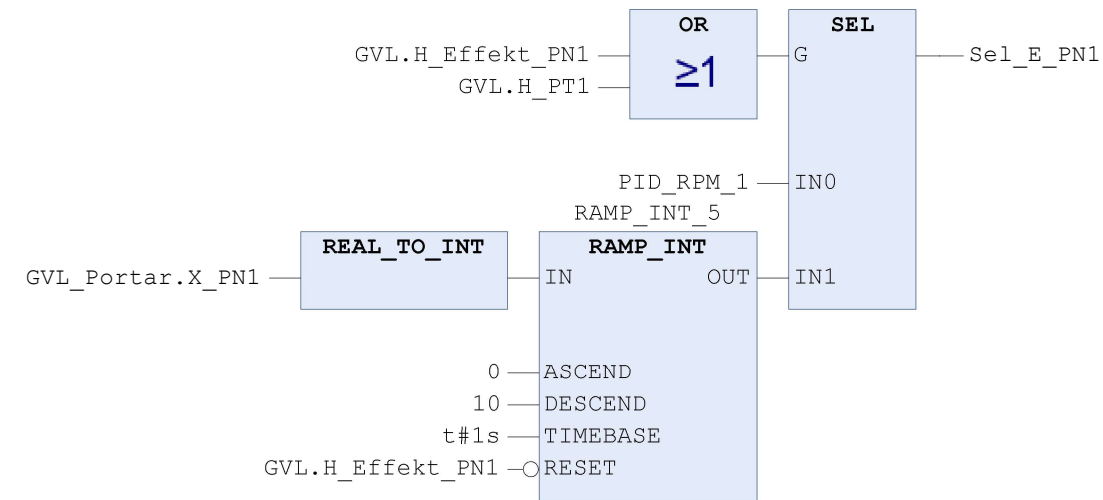 OR
SEL
GVL.H_Effekt_PN1
≥1
G
Sel_E_PN1
GVL.H_PT1
PID_RPM_1
IN0
RAMP_INT_5
REAL_TO_INT
RAMP_INT
GVL_Portar.X_PN1
IN
OUT
IN1
0
ASCEND
10
DESCEND
t#1s
TIMEBASE
GVL.H_Effekt_PN1
RESET